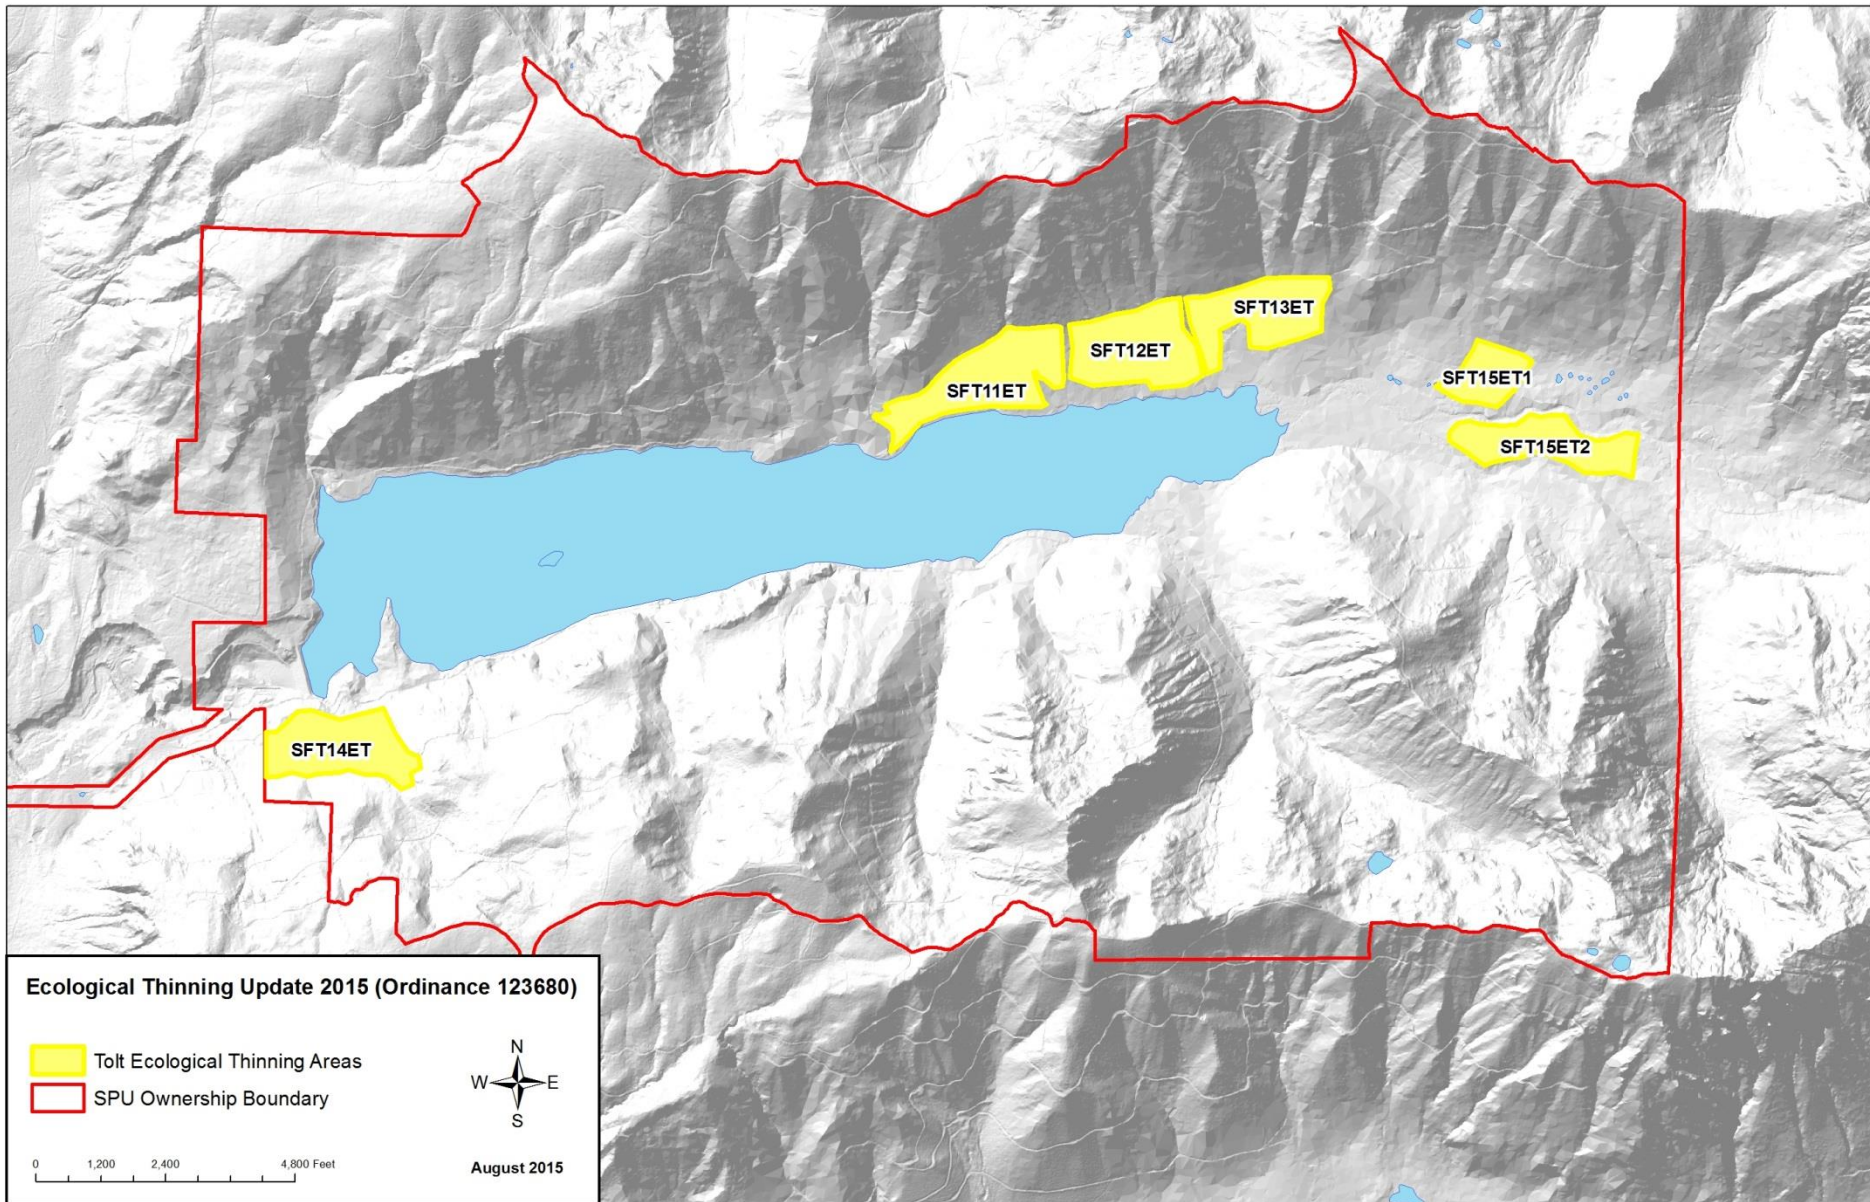 SFT13ET
SFT12ET
SFT11ET
SFT15ET1
SFT15ET2
SFT14ET
Ecological Thinning Update 2015 (Ordinance 123680)
Tolt Ecological Thinning Areas
SPU Ownership Boundary
N
W E
S
0 1,200 2,400 4,800 Feet
August 2015